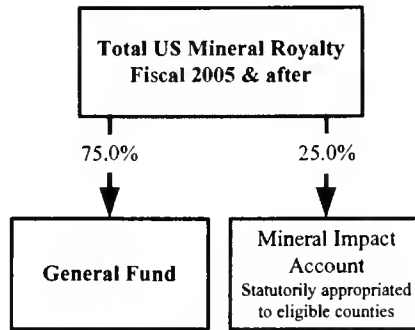 Total US Mineral Royalty
Fiscal 2005 & after
75.0%
25.0%
General Fund
Mineral Impact
Account
Statutorily appropriated
to eligible counties